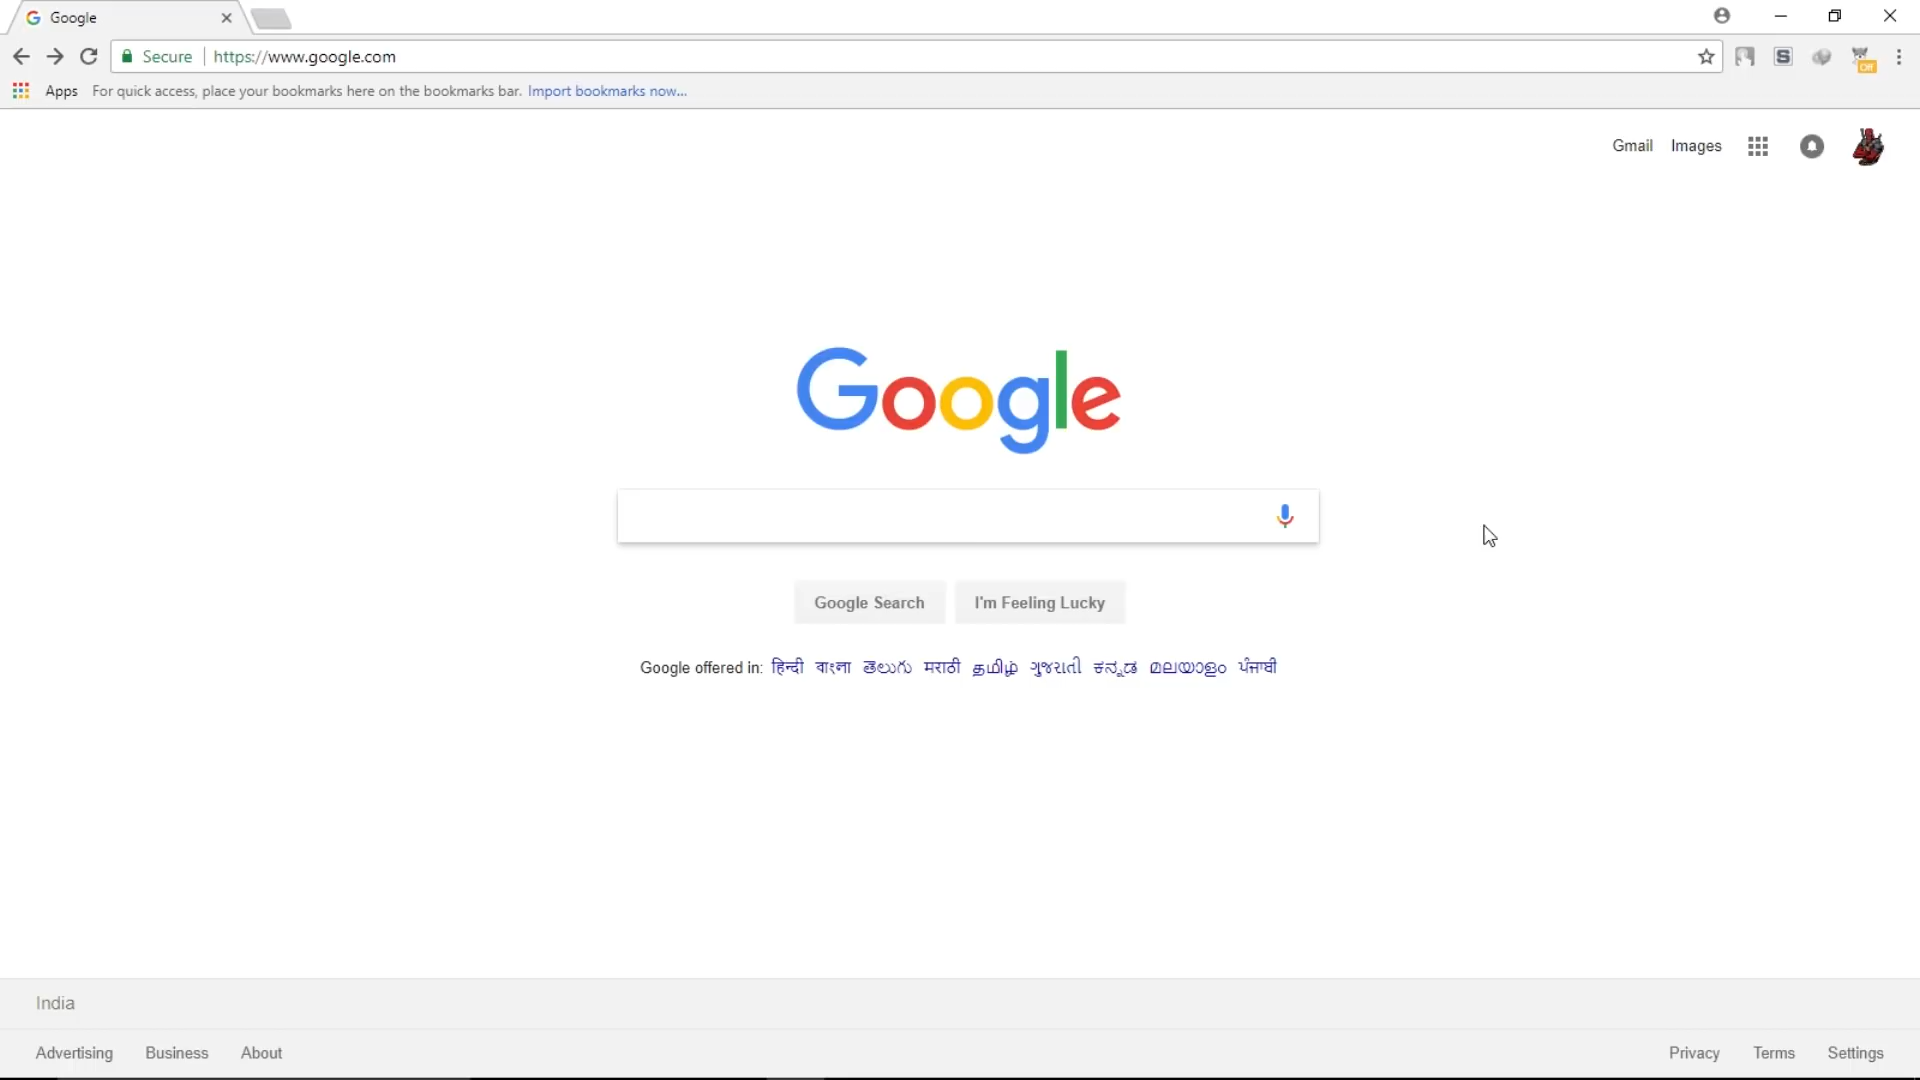 Google
Secure https://www.google.com
Apps For quick access, place your bookmarks here on the bookmarks bar. Import bookmarks now...
Off
Gmail Images
Google
Google Search I'm Feeling Lucky
Google offered in: हिन्दी বাংলা తెలుగు मराठी தமிழ் ગુજરાતી ಕನ್ನಡ മലയാളം ਪੰਜਾਬੀ
India
Advertising Business About Privacy Terms Settings